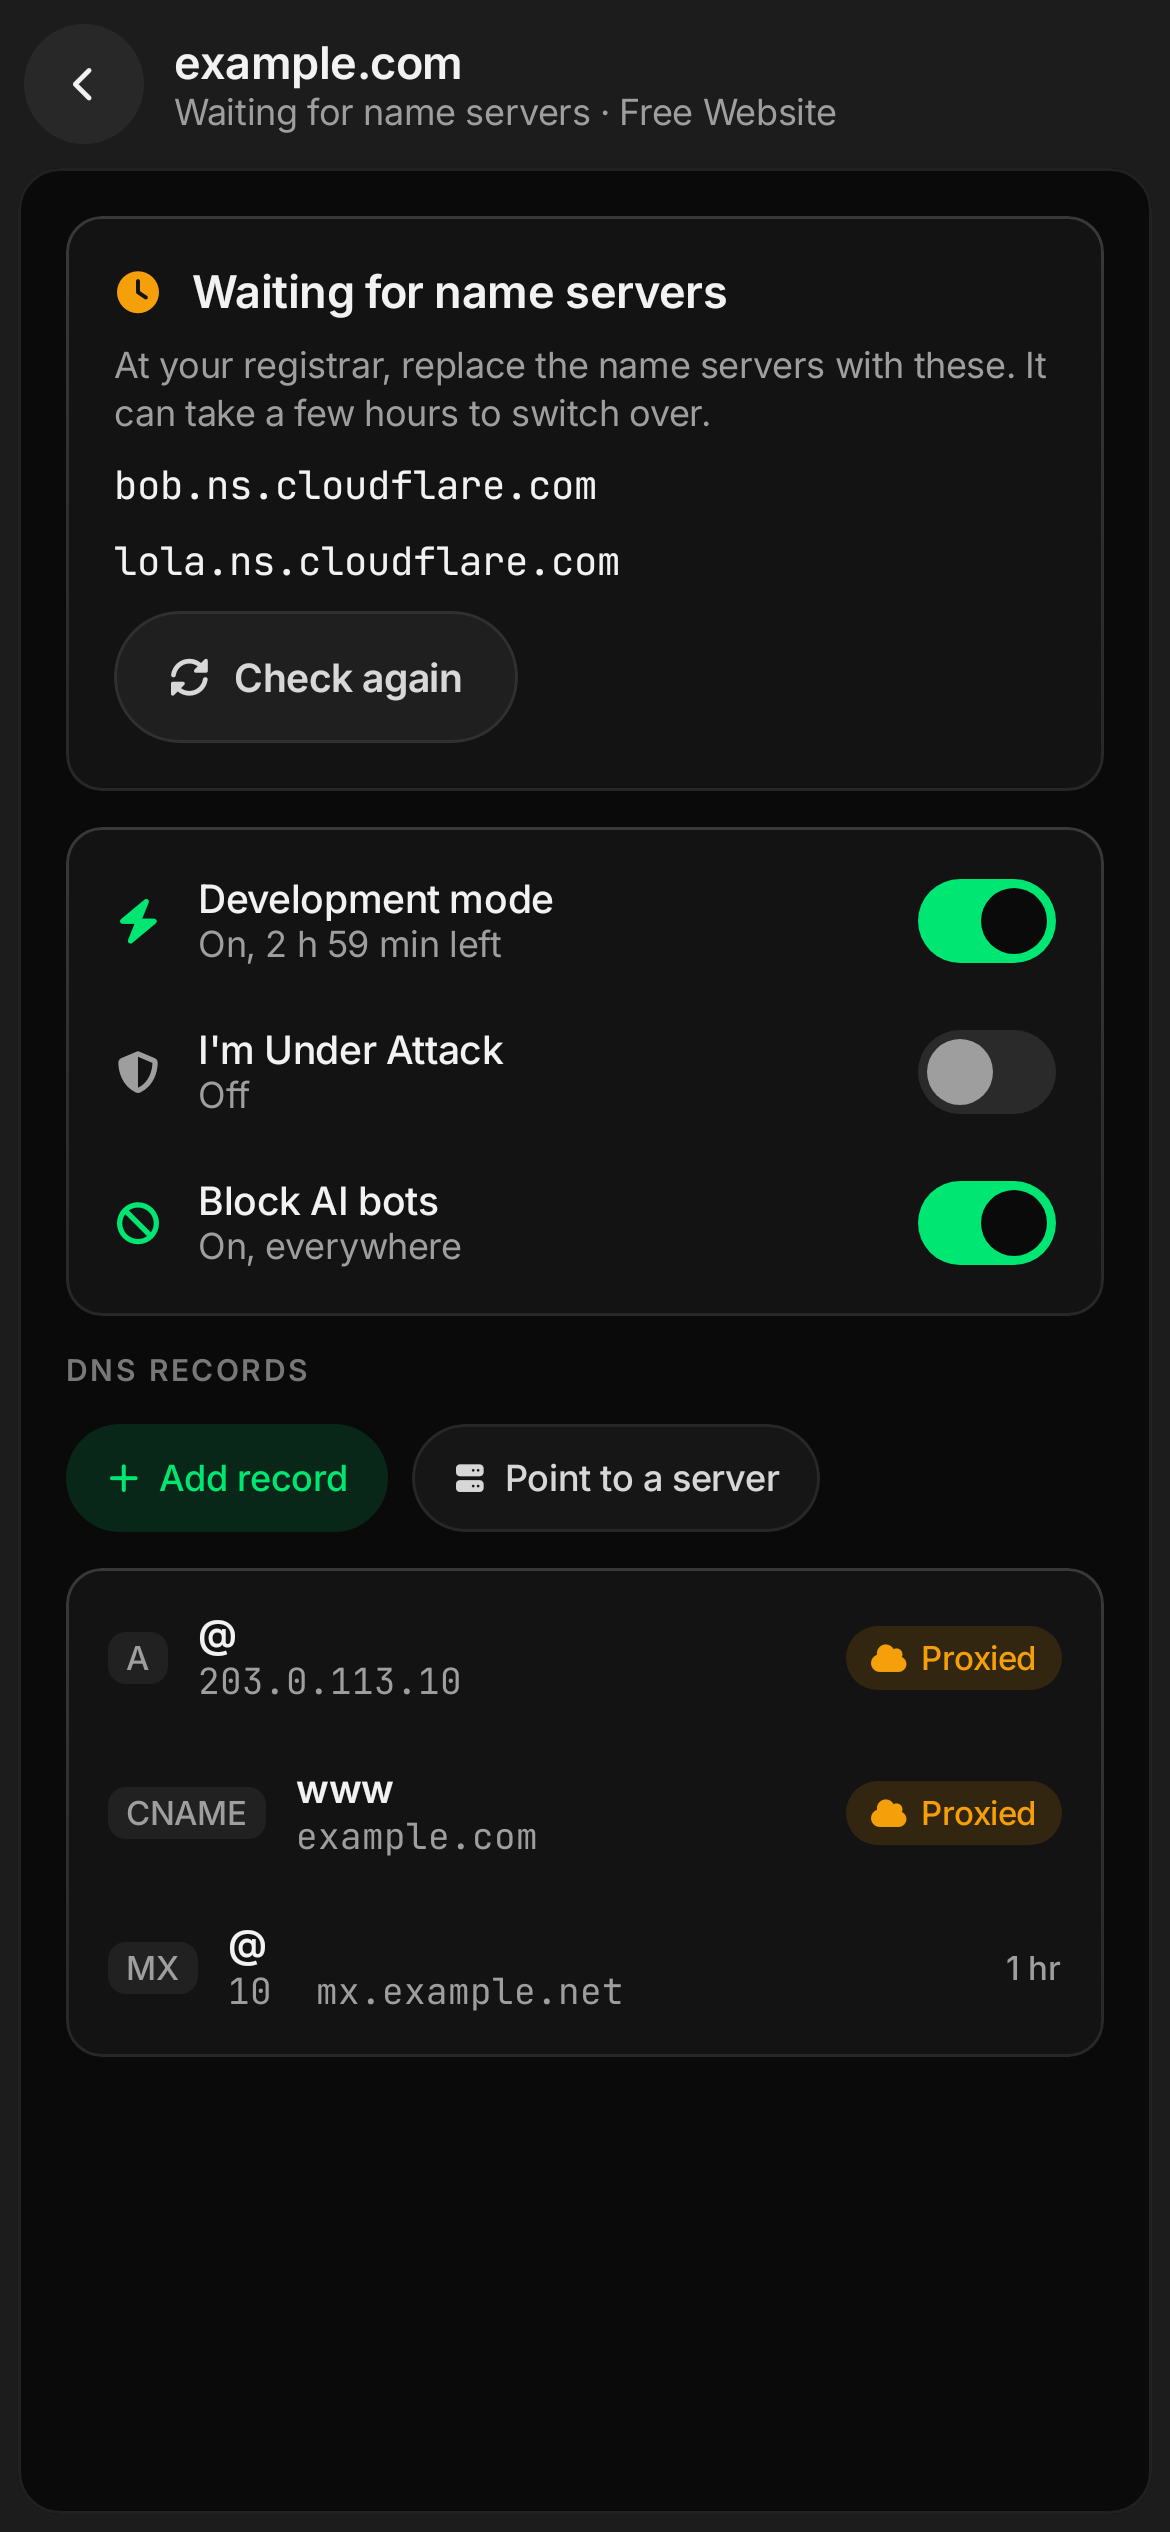 example.com
Waiting for name servers · Free Website
Waiting for name servers
At your registrar, replace the name servers with these. It
can take a few hours to switch over.
bob.ns.cloudflare.com
lola.ns.cloudflare.com
Check again
Development mode
On, 2 h 59 min left
I'm Under Attack
Off
Block AI bots
On, everywhere
DNS RECORDS
Add record
Point to a server
A
@
203.0.113.10
Proxied
CNAME
www
example.com
Proxied
MX
@
10 mx.example.net
1 hr